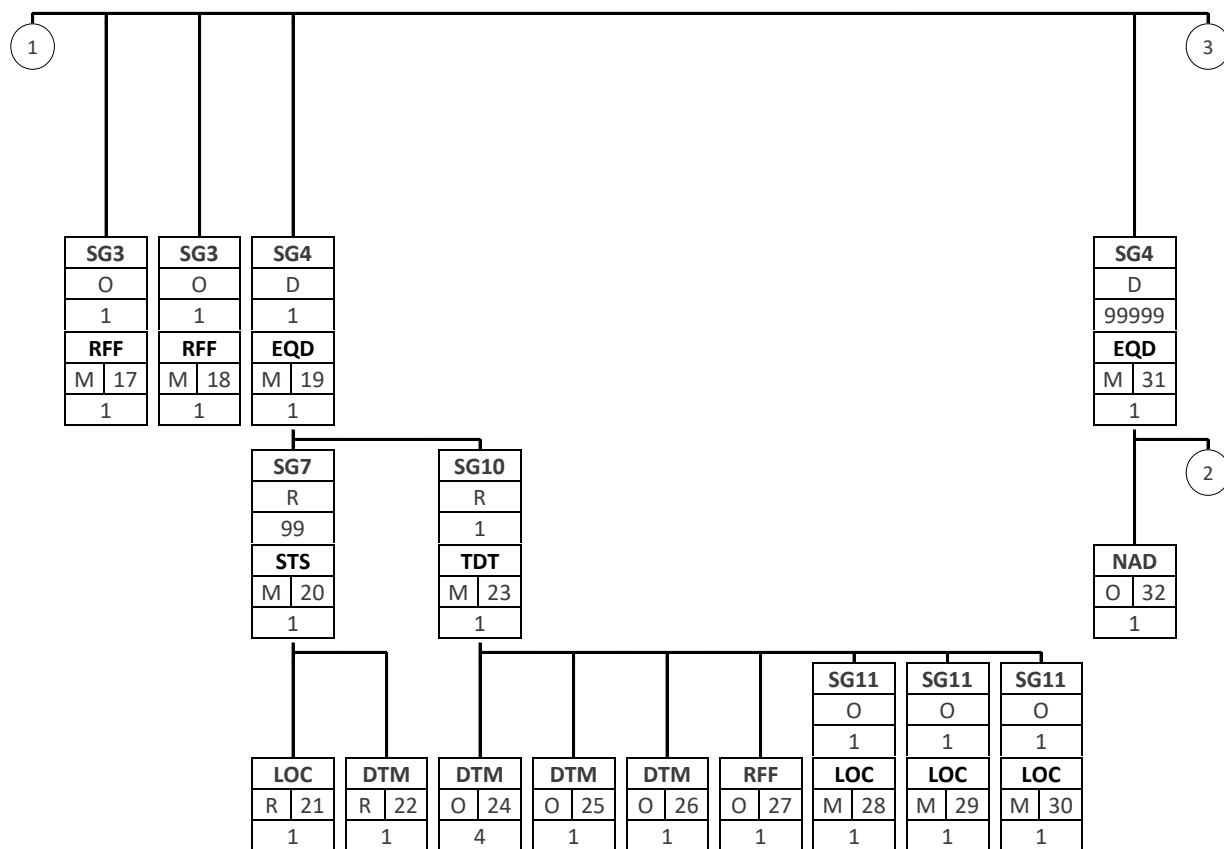 1 3
SG3 SG3 SG4 SG4
O O D D
1 1 1 99999
RFF RFF EQD EQD
M 17 M 18 M 19 M 31
1 1 1 1
SG7 SG10 2
R R
99 1
STS TDT NAD
M 20 M 23 O 32
1 1 1
SG11 SG11 SG11
O O O
1 1 1
LOC DTM DTM DTM DTM RFF LOC LOC LOC
R 21 R 22 O 24 O 25 O 26 O 27 M 28 M 29 M 30
1 1 4 1 1 1 1 1 1